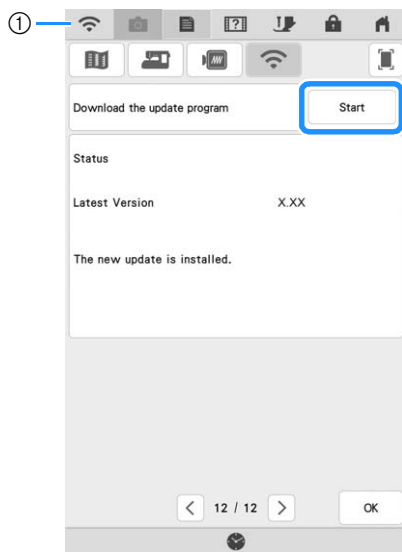 ①
Download the update program
Start
Status
Latest Version X.XX
The new update is installed.
< 12 / 12 >
OK